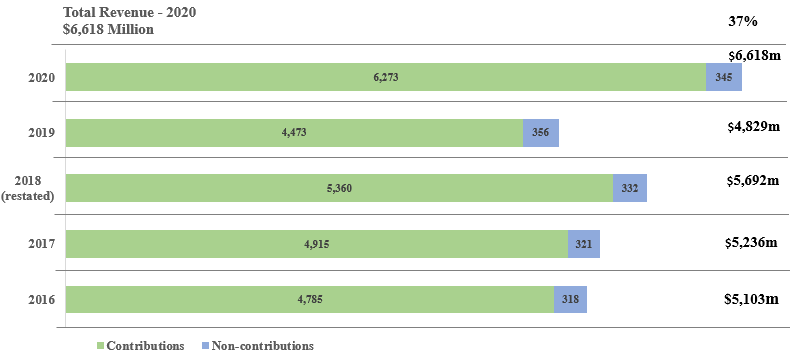 Total Revenue - 2020
$6,618 Million
37%
$6,618m
2020
6,273
345
2019
4,473
356
$4,829m
2018
(restated)
5,360
332
$5,692m
2017
4,915
321
$5,236m
2016
4,785
318
$5,103m
Contributions
Non-contributions